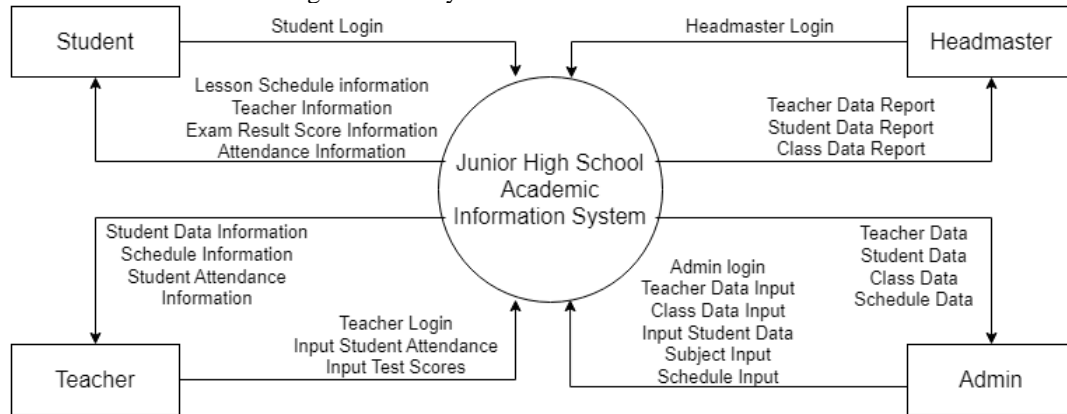 Student
Student Login
Headmaster Login
Headmaster
Lesson Schedule information
Teacher Information
Exam Result Score Information
Attendance Information
Teacher Data Report
Student Data Report
Class Data Report
Junior High School
Academic
Information System
Student Data Information
Schedule Information
Student Attendance
Information
Teacher Data
Student Data
Class Data
Schedule Data
Admin login
Teacher Data Input
Class Data Input
Input Student Data
Subject Input
Schedule Input
Teacher Login
Input Student Attendance
Input Test Scores
Teacher
Admin